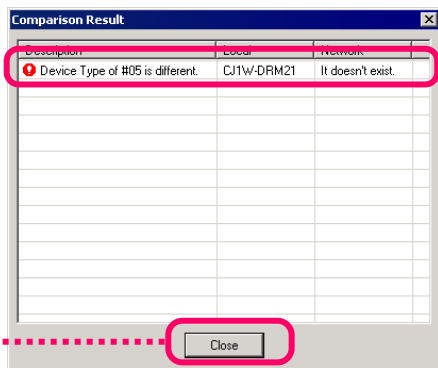 Comparison Result
Description Local Network
Device Type of #05 is different. CJ1W-DRM21 It doesn't exist.
Close